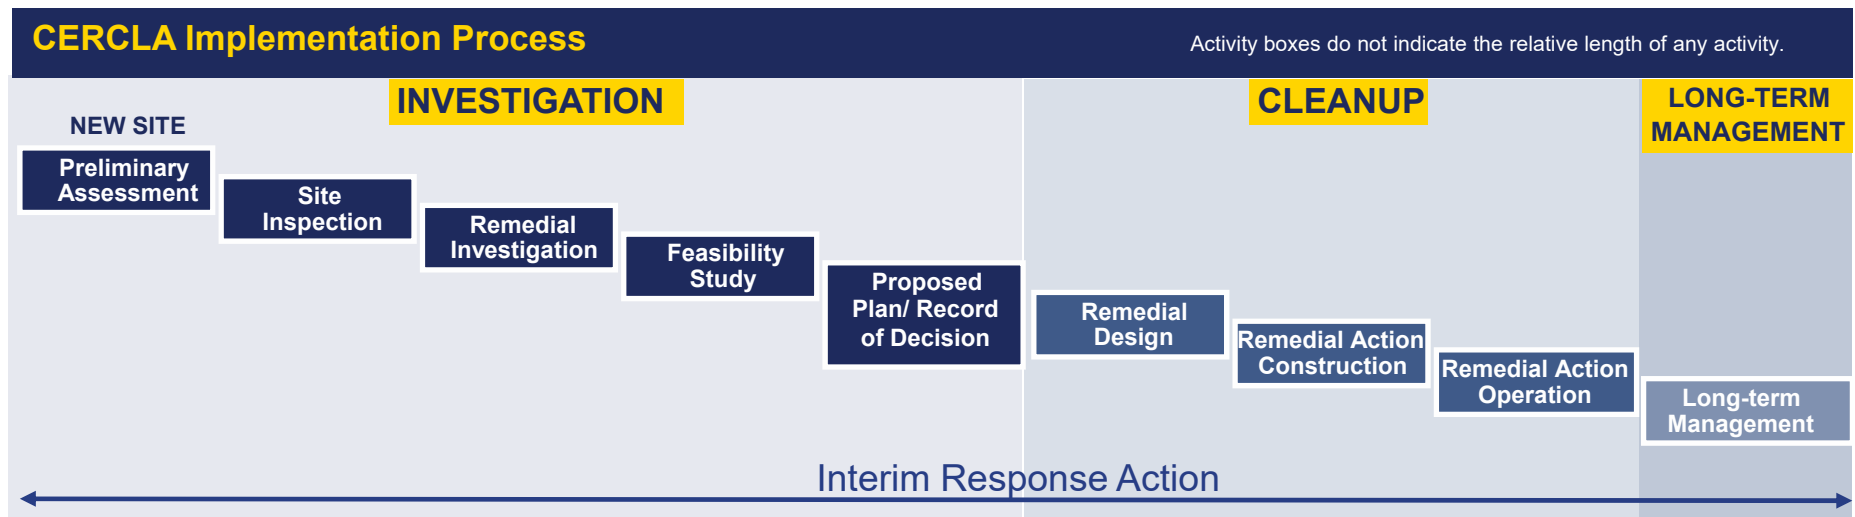 CERCLA Implementation Process
Activity boxes do not indicate the relative length of any activity.
INVESTIGATION
CLEANUP
LONG-TERM
MANAGEMENT
NEW SITE
Preliminary
Assessment
Site
Inspection
Remedial
Investigation
Feasibility
Study
Proposed
Plan/ Record
of Decision
Remedial
Design
Remedial Action
Construction
Remedial Action
Operation
Long-term
Management
Interim Response Action